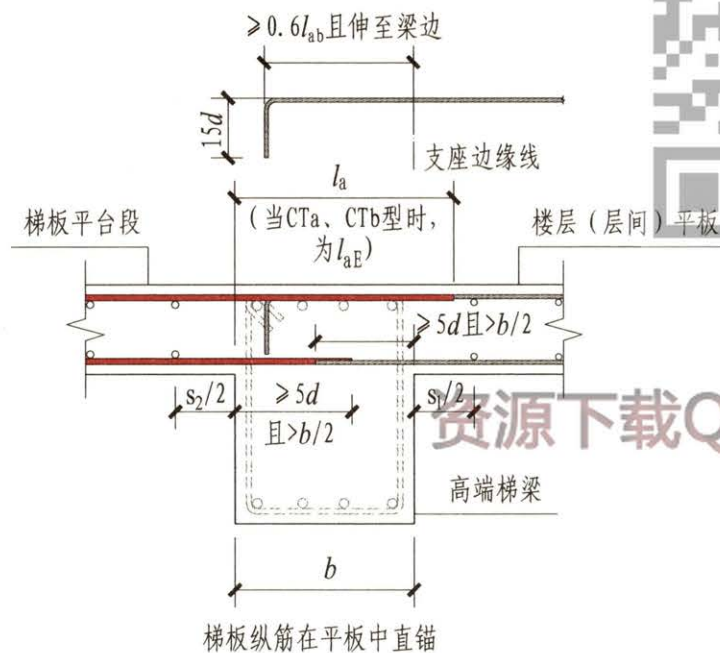 ≥0.6lab且伸至梁边
15d
支座边缘线
la
(当CTa、CTb型时,
为laE)
梯板平台段
楼层(层间)平板
≥5d且>b/2
s₂/2
≥5d
且>b/2
s₁/2
资源下载Q
高端梯梁
b
梯板纵筋在平板中直锚